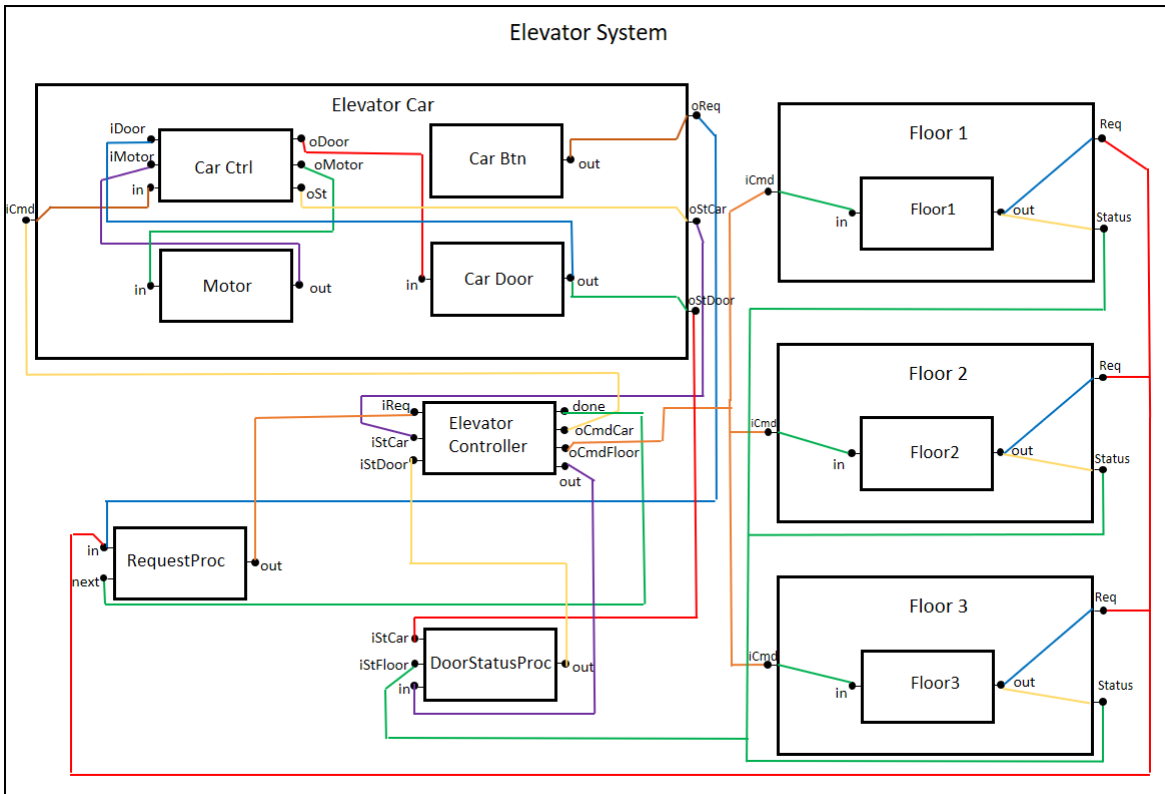 Elevator System
Elevator Car
oReq
iDoor
iMotor
in
Car Ctrl
oDoor
oMotor
oSt
Car Btn
out
iCmd
oStCar
in
Motor
out
in
Car Door
out
oStDoor
Floor 1
Req
iCmd
in
Floor1
out
Status
Floor 2
Req
iCmd
in
Floor2
out
Status
Floor 3
Req
iCmd
in
Floor3
out
Status
iReq
iStCar
iStDoor
Elevator
Controller
done
oCmdCar
oCmdFloor
out
in
next
RequestProc
out
iStCar
iStFloor
in
DoorStatusProc
out